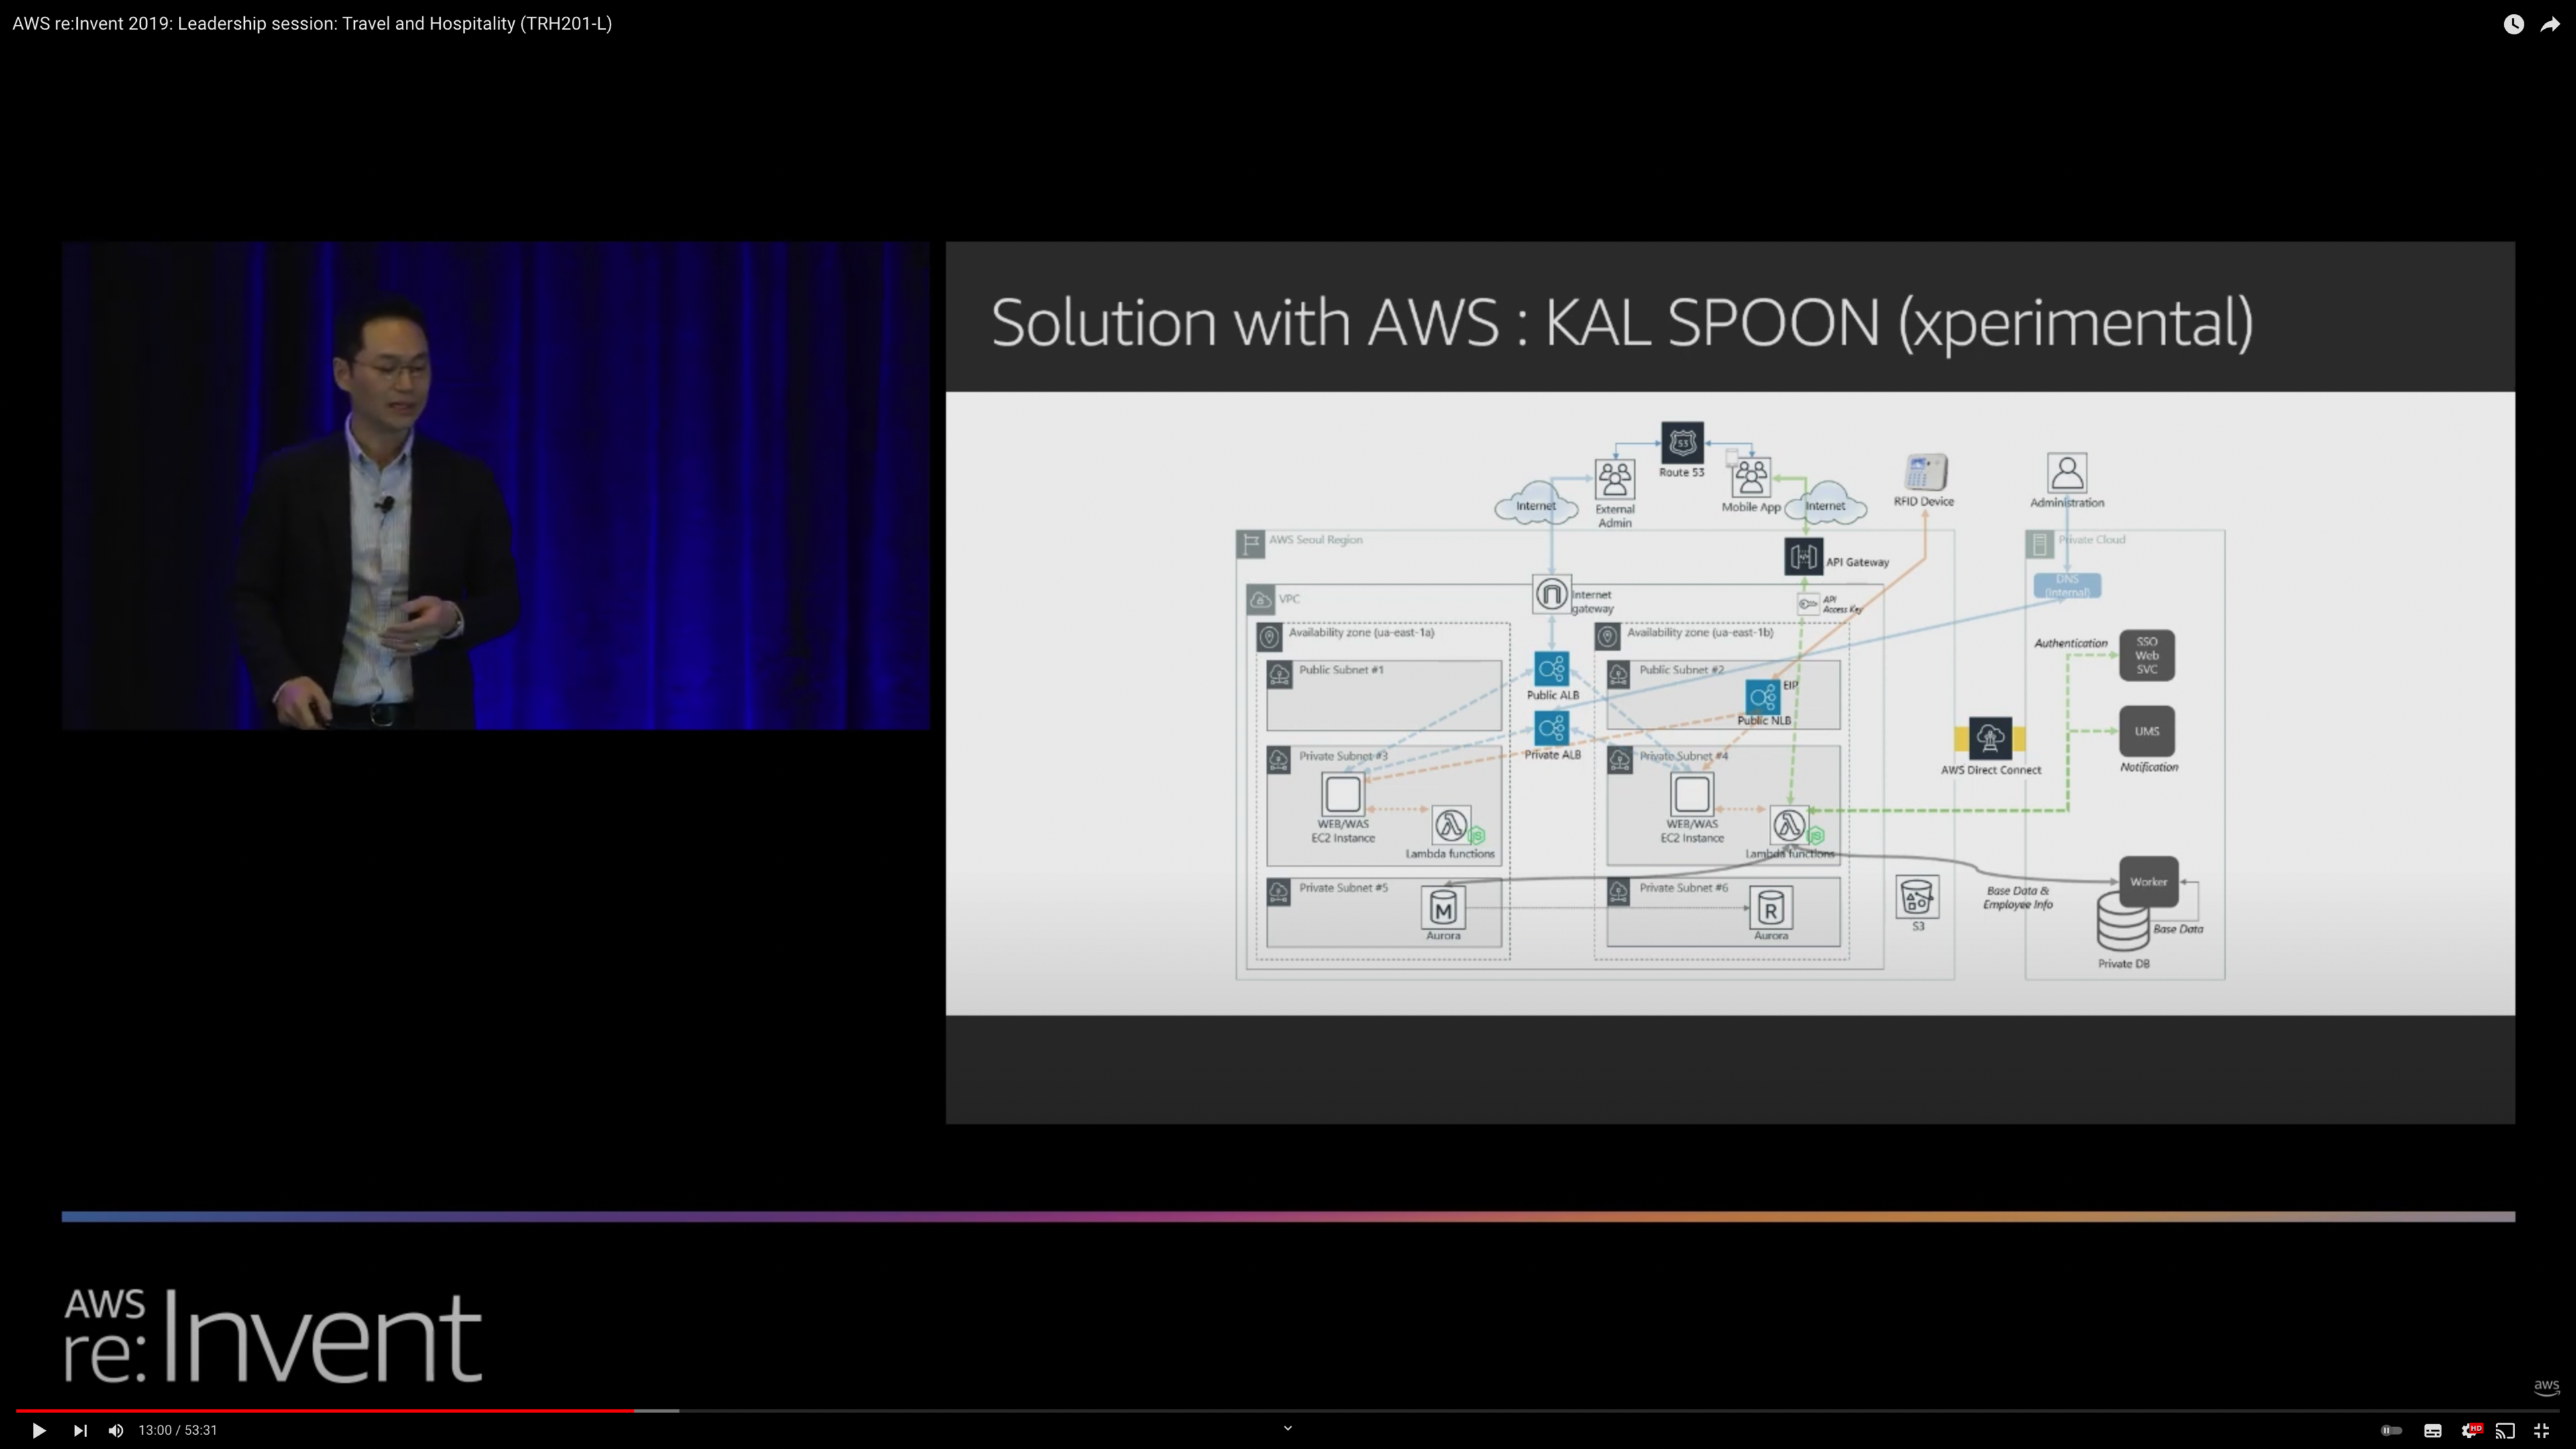 AWS re:Invent 2019: Leadership session: Travel and Hospitality (TRH201-L)
Solution with AWS : KAL SPOON (xperimental)
53
Route 53
Internet
External
Admin
Mobile App
Internet
RFID Device
Administration
AWS Seoul Region
Private Cloud
API Gateway
DNS
(Internal)
VPC
Internet
gateway
API
Access Key
Availability zone (ua-east-1a)
Availability zone (ua-east-1b)
Authentication
SSO
Web
SVC
Public Subnet #1
Public Subnet #2
EIP
Public ALB
Public NLB
UMS
Private Subnet #3
Private ALB
Private Subnet #4
AWS Direct Connect
Notification
WEB/WAS
EC2 Instance
JS
Lambda functions
WEB/WAS
EC2 Instance
JS
Lambda functions
Private Subnet #5
M
Aurora
Private Subnet #6
R
Aurora
S3
Base Data &
Employee Info
Worker
Base Data
Private DB
AWS
re:Invent
aws
13:00 / 53:31
HD